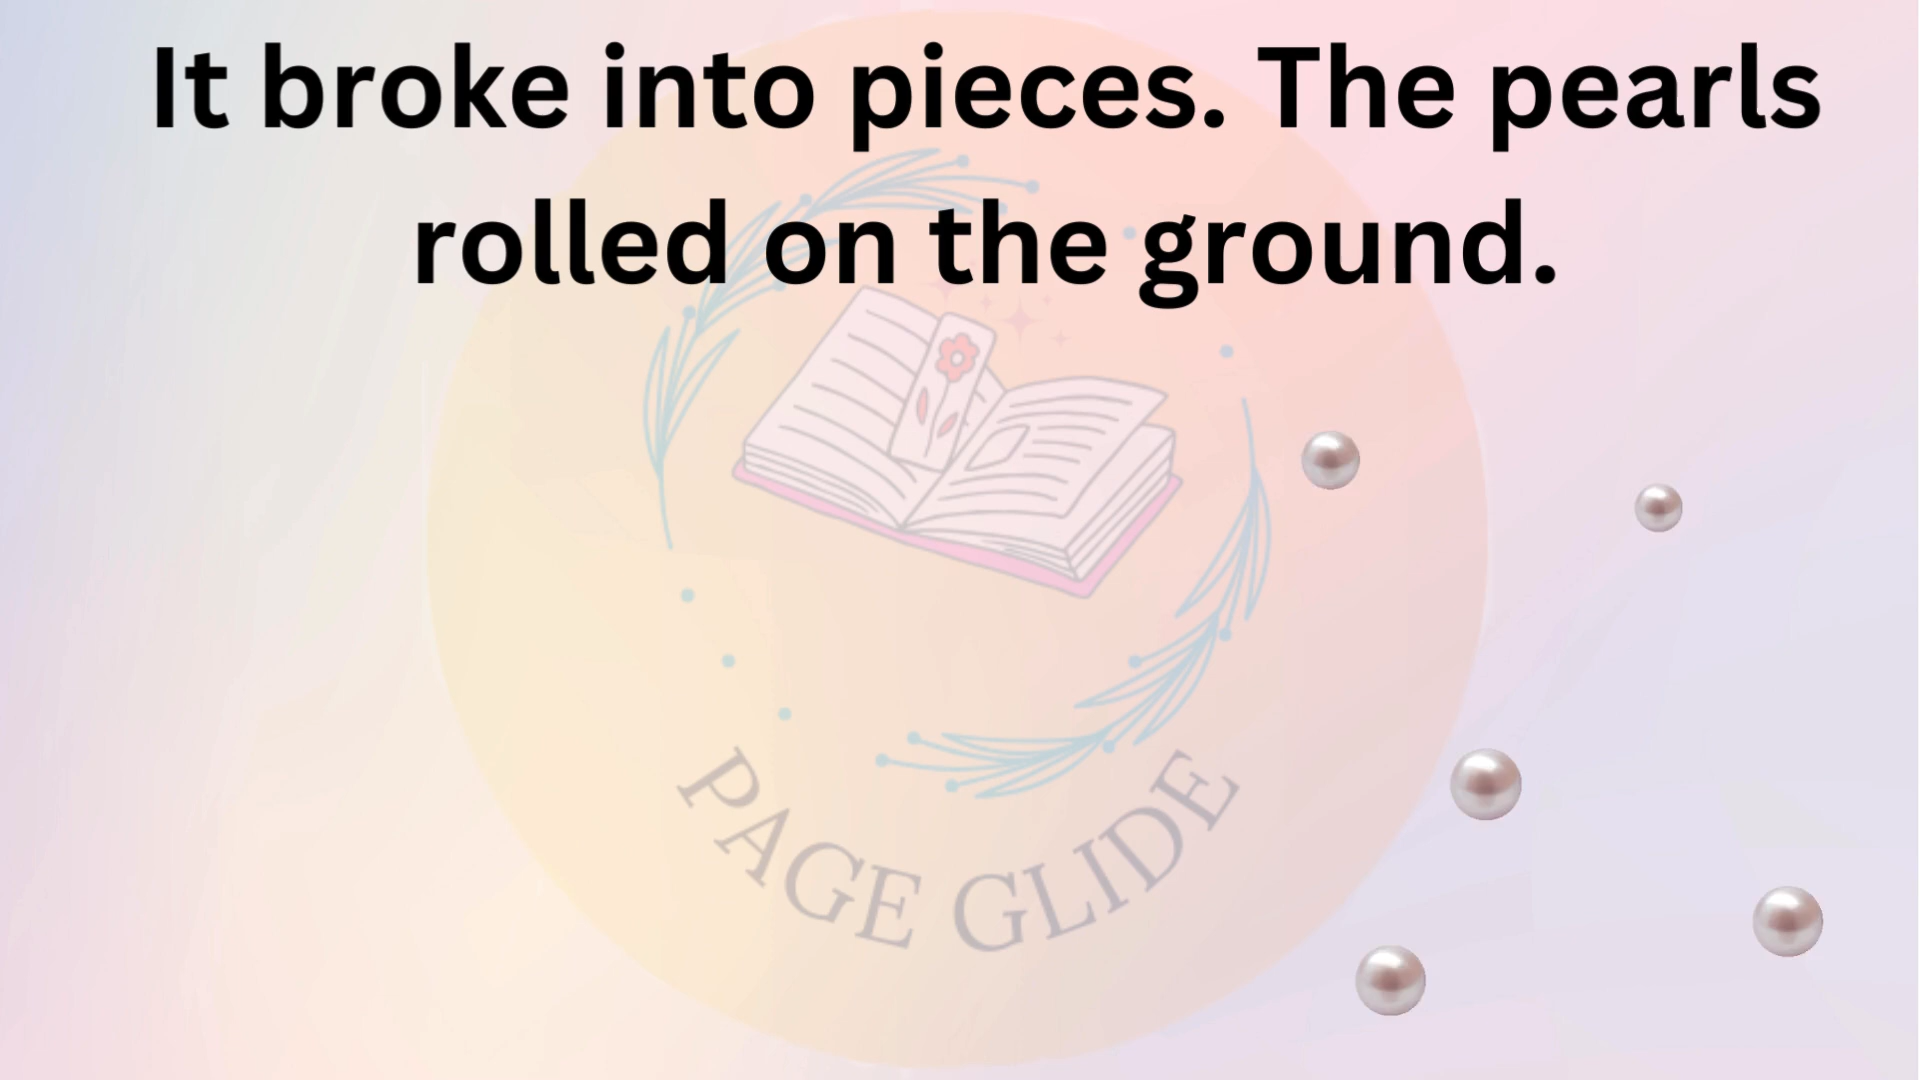 It broke into pieces. The pearls
rolled on the ground.
PAGE GLIDE